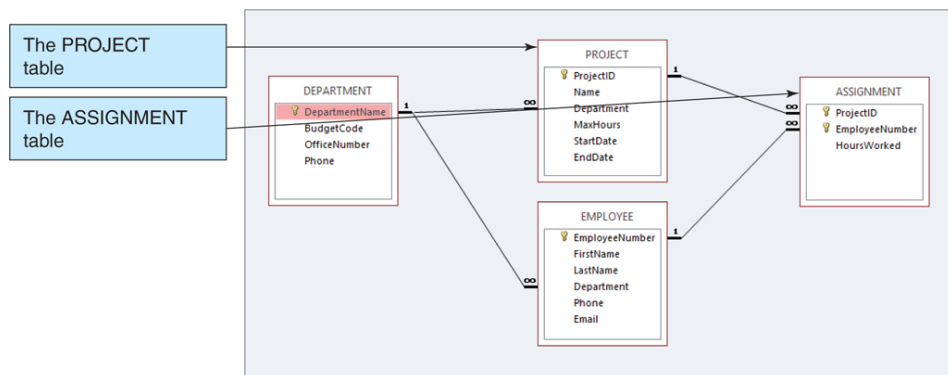 The PROJECT
table
The ASSIGNMENT
table
DEPARTMENT
DepartmentName
BudgetCode
OfficeNumber
Phone
PROJECT
ProjectID
Name
Department
MaxHours
StartDate
EndDate
EMPLOYEE
EmployeeNumber
FirstName
LastName
Department
Phone
Email
ASSIGNMENT
ProjectID
EmployeeNumber
HoursWorked
1
∞
∞
1
∞
1
∞